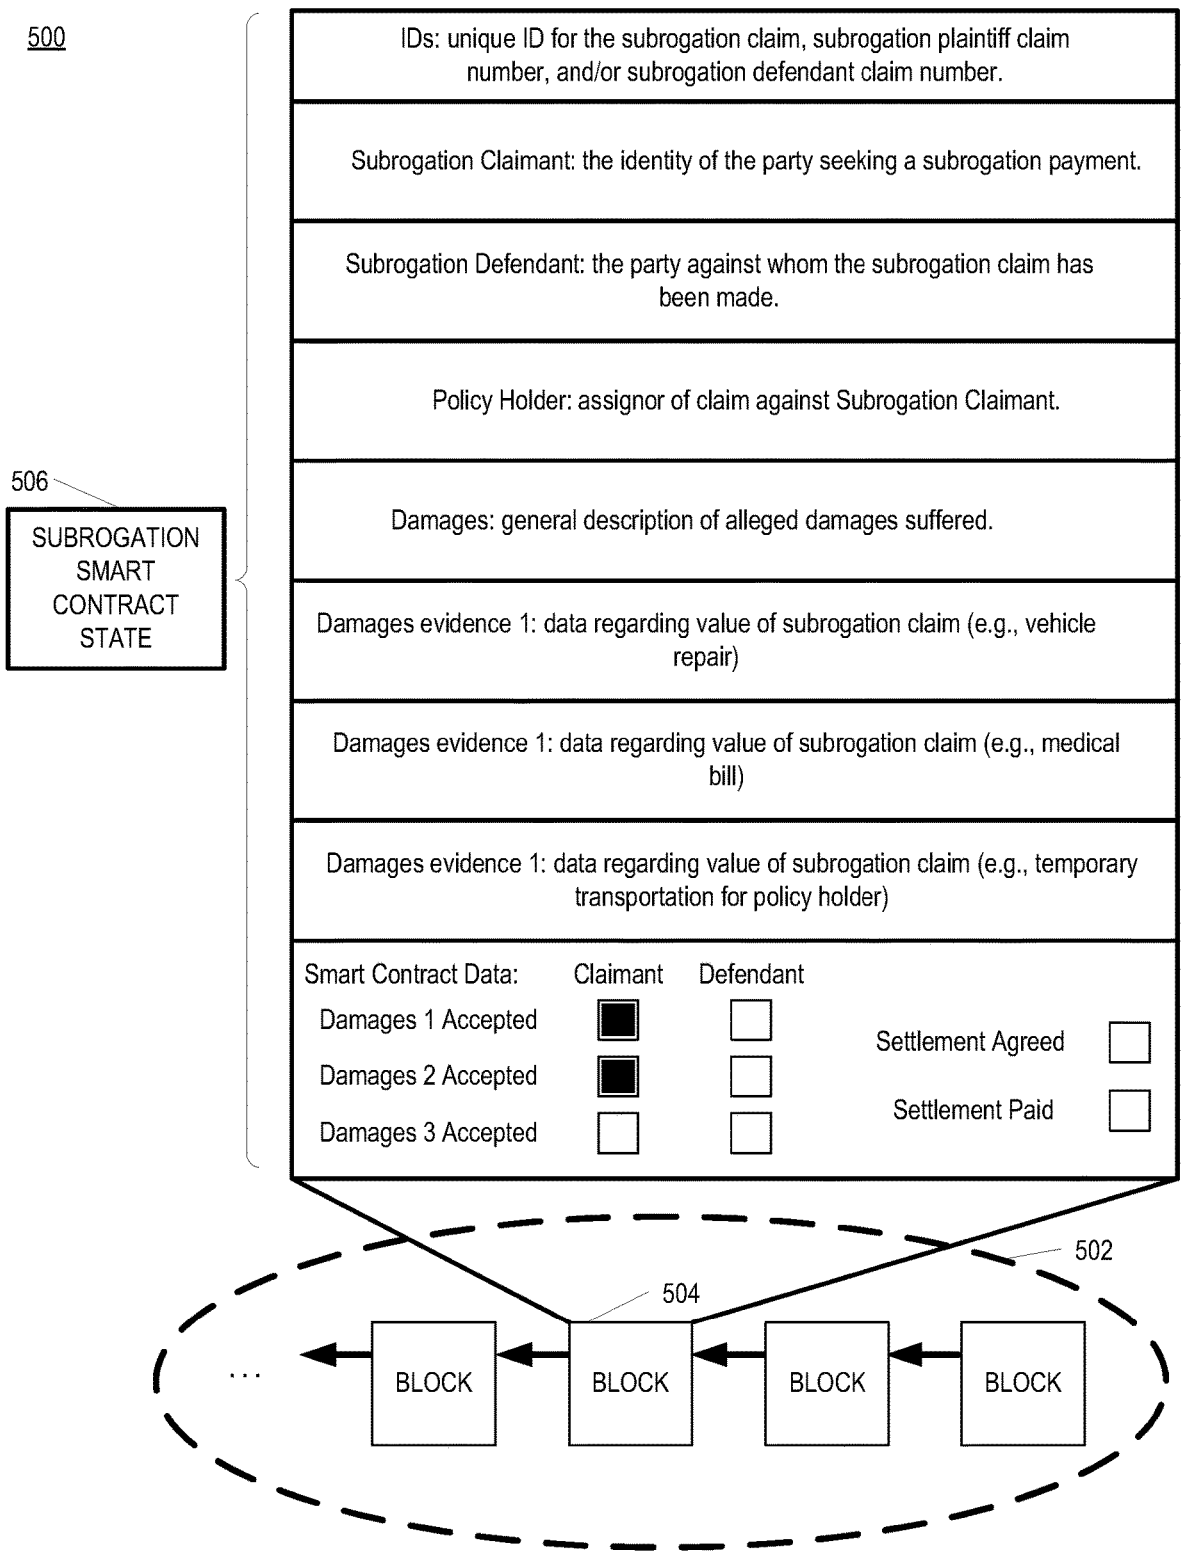 500
IDs: unique ID for the subrogation claim, subrogation plaintiff claim
number, and/or subrogation defendant claim number.
Subrogation Claimant: the identity of the party seeking a subrogation payment.
Subrogation Defendant: the party against whom the subrogation claim has
been made.
Policy Holder: assignor of claim against Subrogation Claimant.
506
SUBROGATION
SMART
CONTRACT
STATE
Damages: general description of alleged damages suffered.
Damages evidence 1: data regarding value of subrogation claim (e.g., vehicle
repair)
Damages evidence 1: data regarding value of subrogation claim (e.g., medical
bill)
Damages evidence 1: data regarding value of subrogation claim (e.g., temporary
transportation for policy holder)
Smart Contract Data: Claimant Defendant
Damages 1 Accepted
Damages 2 Accepted
Damages 3 Accepted
Settlement Agreed
Settlement Paid
502
504
...
BLOCK
BLOCK
BLOCK
BLOCK